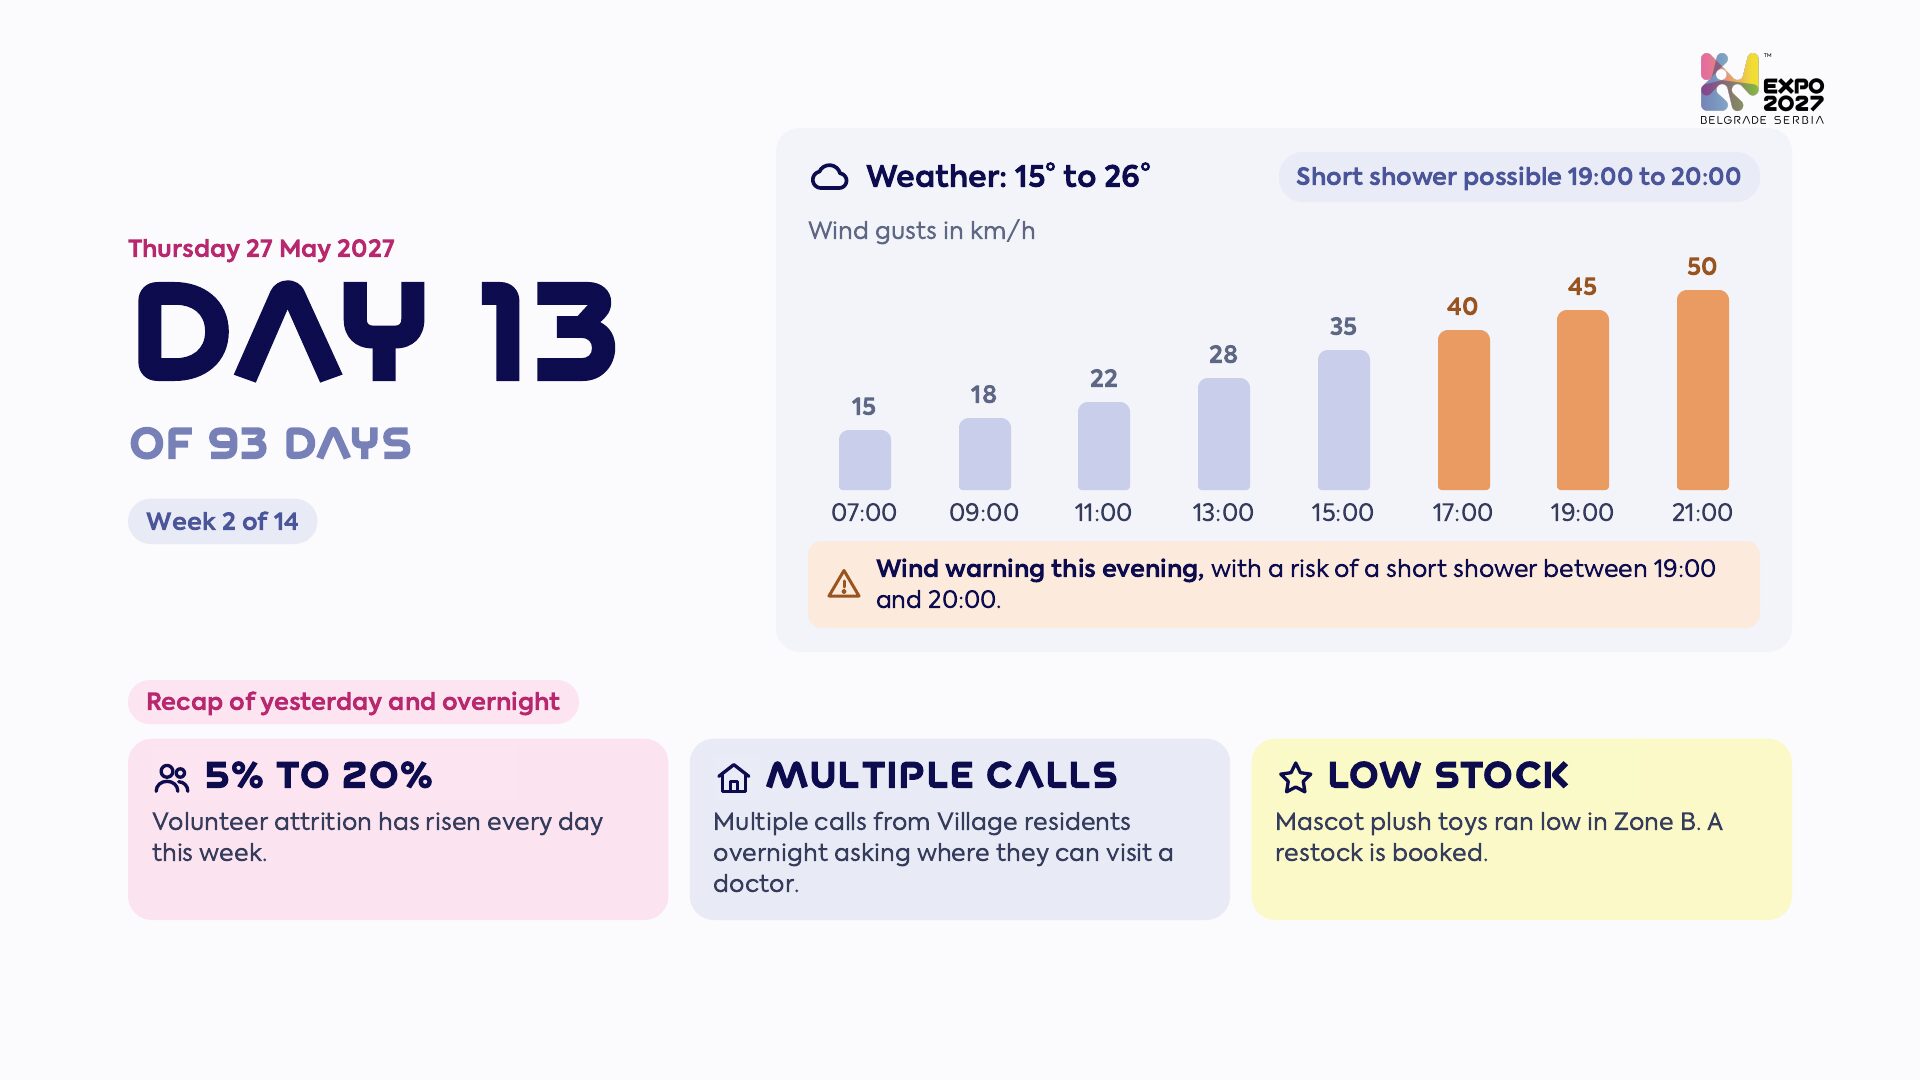 ™
EXPO
2027
BELGRADE SERBIA
Thursday 27 May 2027
DAY 13
OF 93 DAYS
Week 2 of 14
Weather: 15° to 26°
Short shower possible 19:00 to 20:00
Wind gusts in km/h
15 18 22 28 35 40 45 50
07:00 09:00 11:00 13:00 15:00 17:00 19:00 21:00
Wind warning this evening, with a risk of a short shower between 19:00
and 20:00.
Recap of yesterday and overnight
5% TO 20%
Volunteer attrition has risen every day
this week.
MULTIPLE CALLS
Multiple calls from Village residents
overnight asking where they can visit a
doctor.
LOW STOCK
Mascot plush toys ran low in Zone B. A
restock is booked.